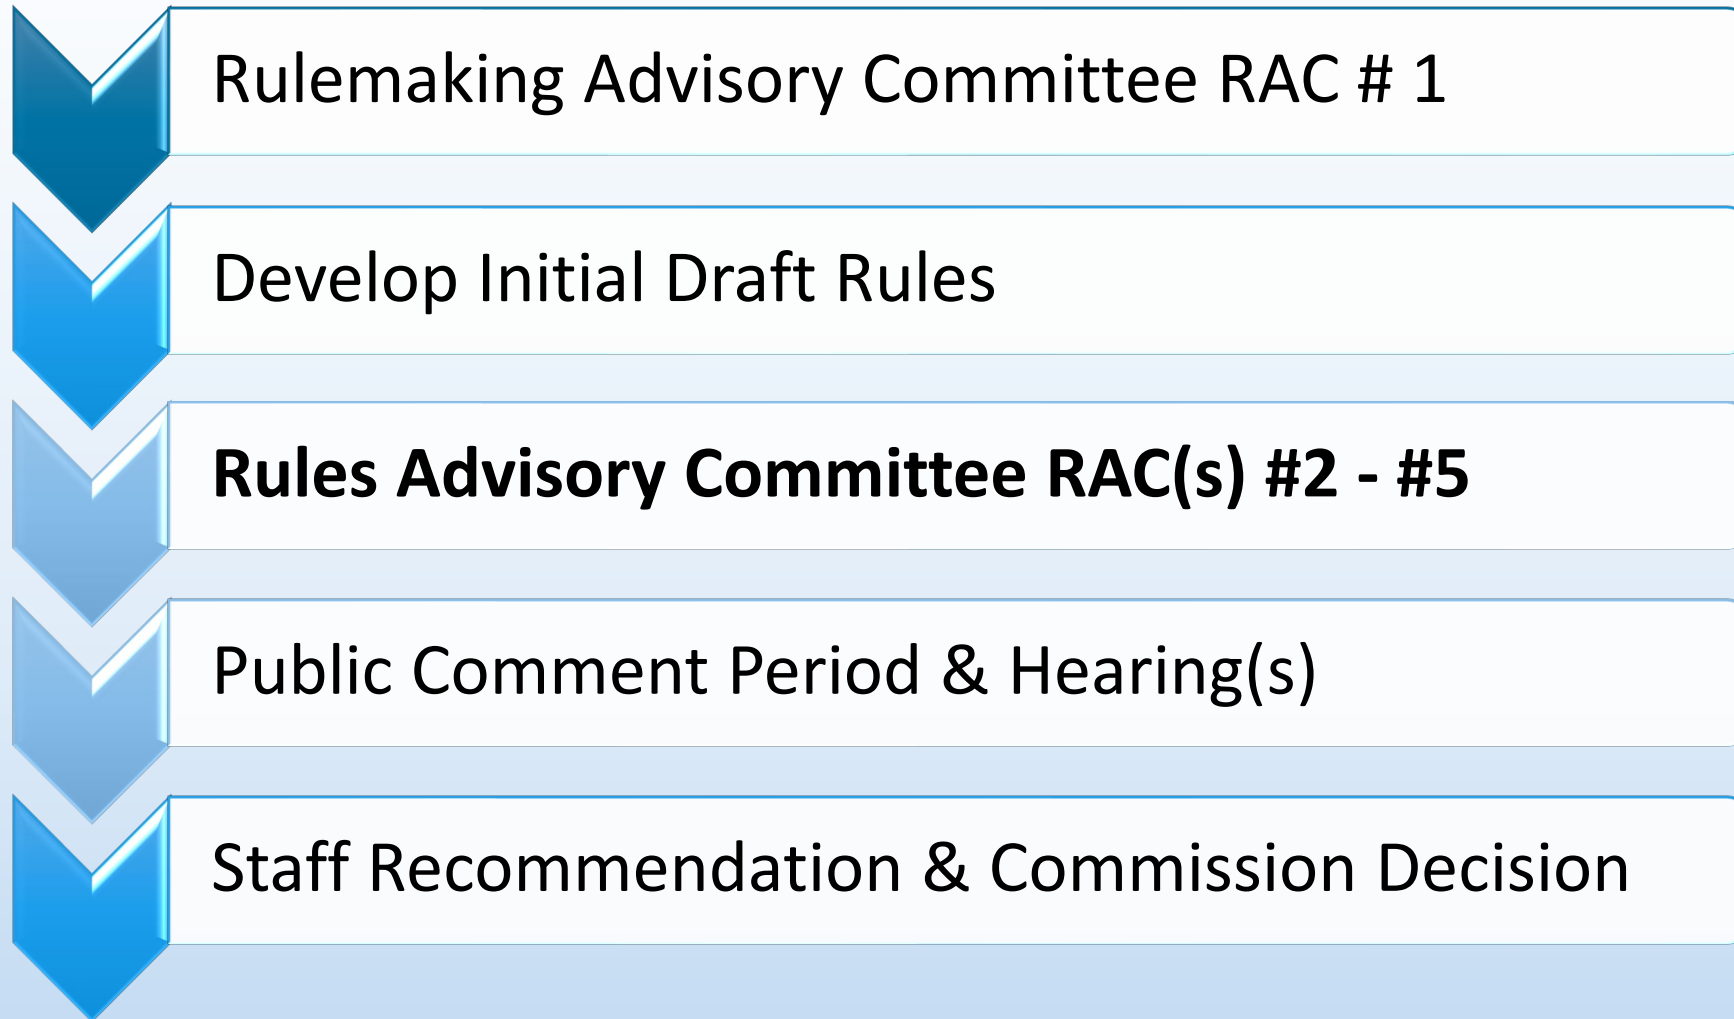 Rulemaking Advisory Committee RAC # 1
Develop Initial Draft Rules
Rules Advisory Committee RAC(s) #2 - #5
Public Comment Period & Hearing(s)
Staff Recommendation & Commission Decision